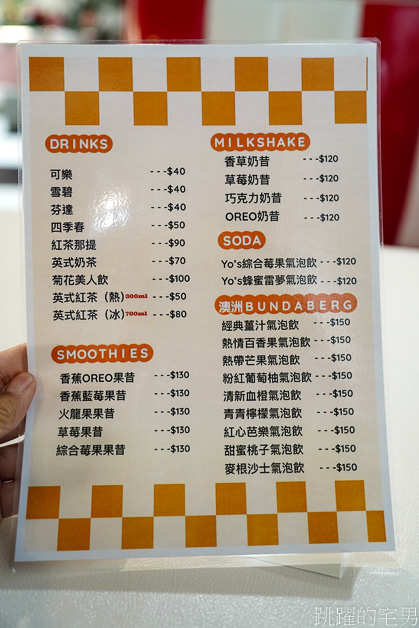 DRINKS
可樂 ---$40
雪碧 ---$40
芬達 ---$40
四季春 ---$50
紅茶那提 ---$90
英式奶茶 ---$70
菊花美人飲 ---$100
英式紅茶（熱）300ml ---$50
英式紅茶（冰）700ml ---$80
SMOOTHIES
香蕉OREO果昔 ---$130
香蕉藍莓果昔 ---$130
火龍果果昔 ---$130
草莓果昔 ---$130
綜合莓果果昔 ---$130
MILKSHAKE
香草奶昔 ---$120
草莓奶昔 ---$120
巧克力奶昔 ---$120
OREO奶昔 ---$120
SODA
Yo's綜合莓果氣泡飲 ---$120
Yo's蜂蜜雷夢氣泡飲 ---$120
澳洲BUNDABERG
經典薑汁氣泡飲 ---$150
熱情百香果氣泡飲 ---$150
熱帶芒果氣泡飲 ---$150
粉紅葡萄柚氣泡飲 ---$150
清新血橙氣泡飲 ---$150
青青檸檬氣泡飲 ---$150
紅心芭樂氣泡飲 ---$150
甜蜜桃子氣泡飲 ---$150
麥根沙士氣泡飲 ---$150
跳躍的宅男